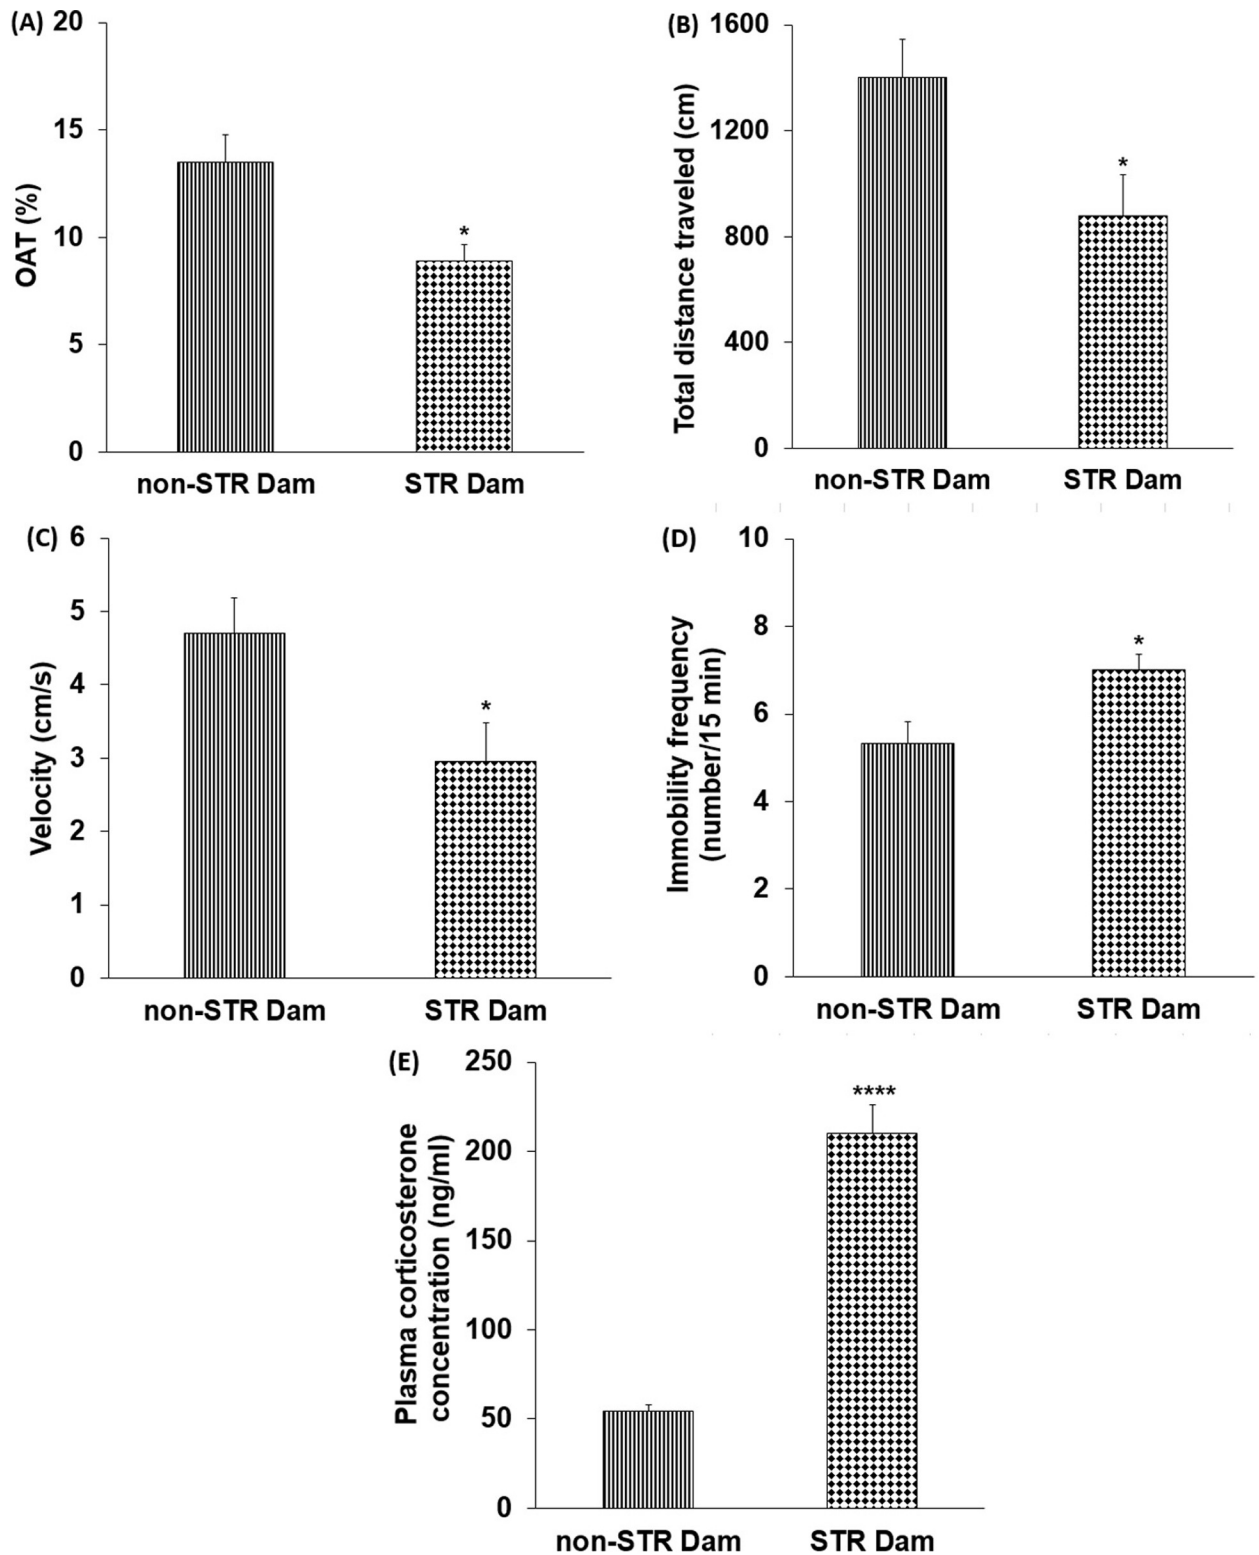 (A)
20
15
10
5
0
OAT (%)
*
non-STR Dam
STR Dam
(B)
1600
1200
800
400
0
Total distance traveled (cm)
*
non-STR Dam
STR Dam
(C)
6
5
4
3
2
1
0
Velocity (cm/s)
*
non-STR Dam
STR Dam
(D)
10
8
6
4
2
0
Immobility frequency
(number/15 min)
*
non-STR Dam
STR Dam
(E)
250
200
150
100
50
0
Plasma corticosterone
concentration (ng/ml)
****
non-STR Dam
STR Dam